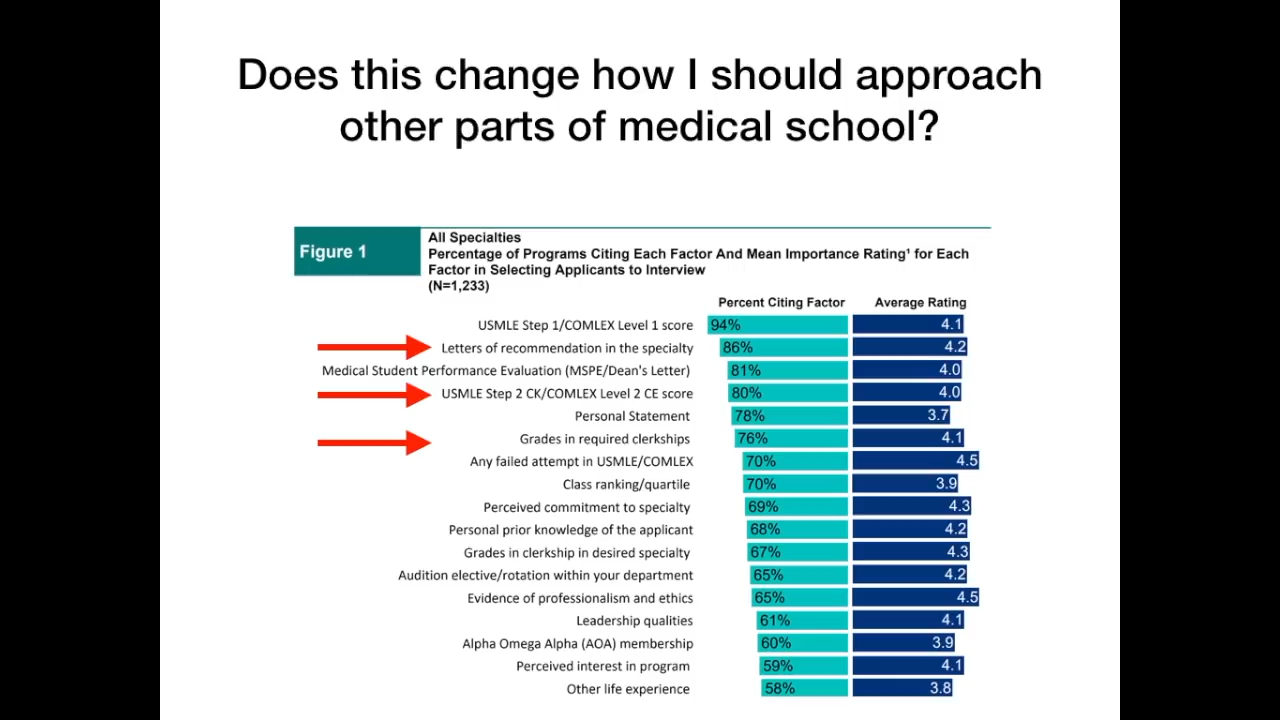 Does this change how I should approach
other parts of medical school?
Figure 1
All Specialties
Percentage of Programs Citing Each Factor And Mean Importance Rating¹ for Each
Factor in Selecting Applicants to Interview
(N=1,233)
Percent Citing Factor Average Rating
USMLE Step 1/COMLEX Level 1 score 94% 4.1
Letters of recommendation in the specialty 86% 4.2
Medical Student Performance Evaluation (MSPE/Dean's Letter) 81% 4.0
USMLE Step 2 CK/COMLEX Level 2 CE score 80% 4.0
Personal Statement 78% 3.7
Grades in required clerkships 76% 4.1
Any failed attempt in USMLE/COMLEX 70% 4.5
Class ranking/quartile 70% 3.9
Perceived commitment to specialty 69% 4.3
Personal prior knowledge of the applicant 68% 4.2
Grades in clerkship in desired specialty 67% 4.3
Audition elective/rotation within your department 65% 4.2
Evidence of professionalism and ethics 65% 4.5
Leadership qualities 61% 4.1
Alpha Omega Alpha (AOA) membership 60% 3.9
Perceived interest in program 59% 4.1
Other life experience 58% 3.8